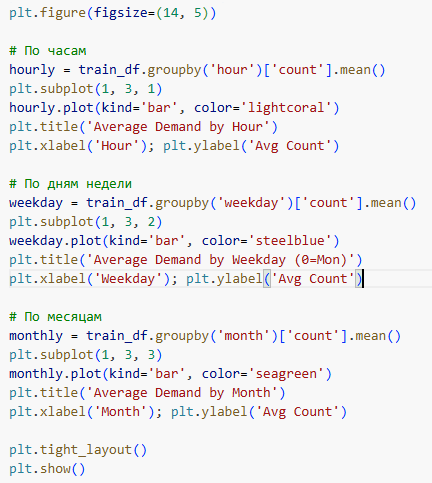 plt.figure(figsize=(14, 5))
# По часам
hourly = train_df.groupby('hour')['count'].mean()
plt.subplot(1, 3, 1)
hourly.plot(kind='bar', color='lightcoral')
plt.title('Average Demand by Hour')
plt.xlabel('Hour'); plt.ylabel('Avg Count')
# По дням недели
weekday = train_df.groupby('weekday')['count'].mean()
plt.subplot(1, 3, 2)
weekday.plot(kind='bar', color='steelblue')
plt.title('Average Demand by Weekday (0=Mon)')
plt.xlabel('Weekday'); plt.ylabel('Avg Count')
# По месяцам
monthly = train_df.groupby('month')['count'].mean()
plt.subplot(1, 3, 3)
monthly.plot(kind='bar', color='seagreen')
plt.title('Average Demand by Month')
plt.xlabel('Month'); plt.ylabel('Avg Count')
plt.tight_layout()
plt.show()